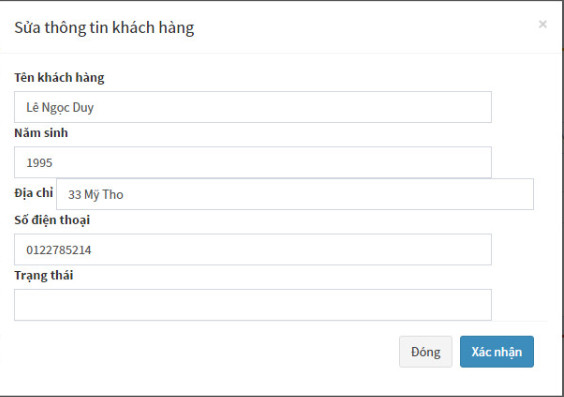 Sửa thông tin khách hàng ×
Tên khách hàng
Lê Ngọc Duy
Năm sinh
1995
Địa chỉ 33 Mỹ Tho
Số điện thoại
0122785214
Trạng thái
Đóng Xác nhận